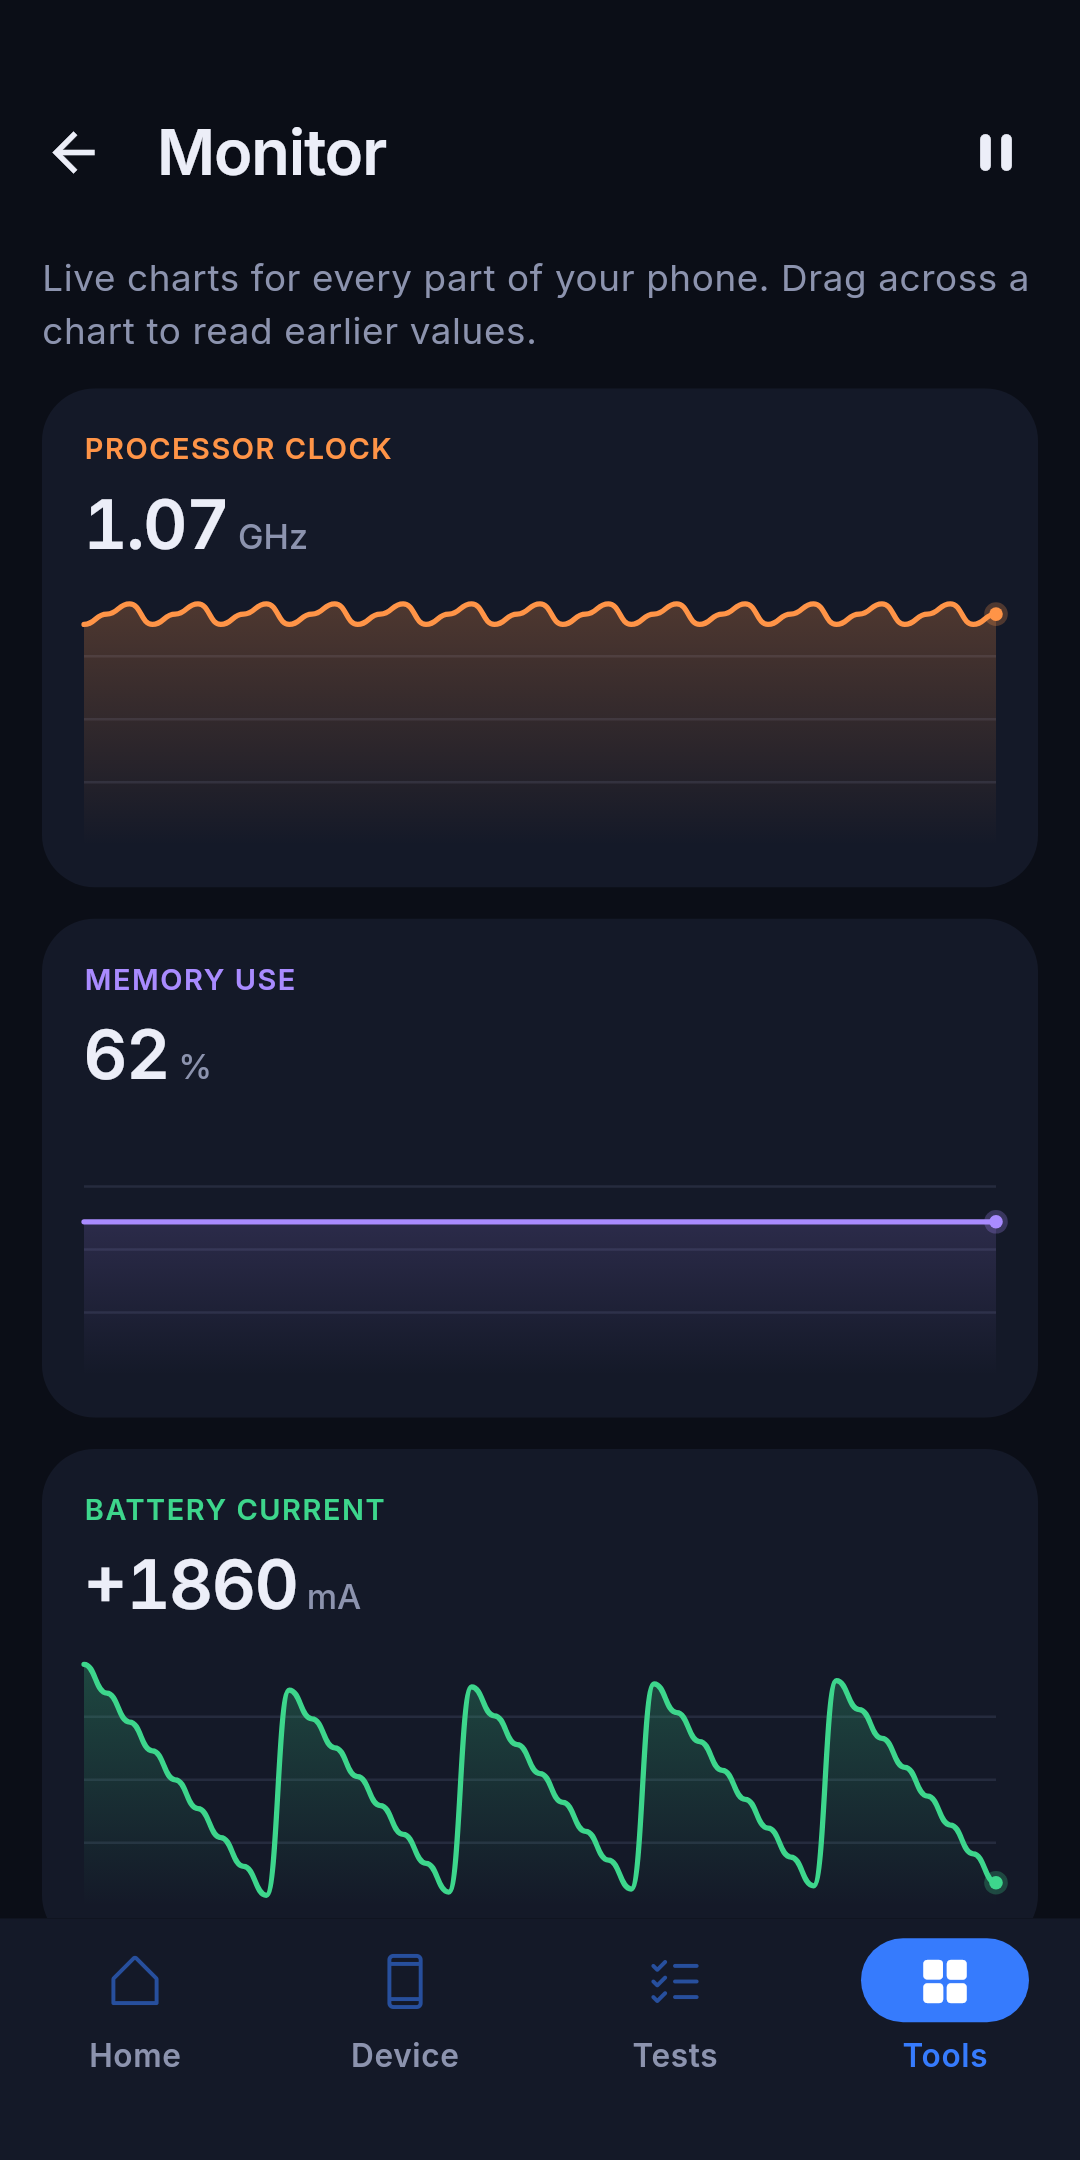 Monitor
Live charts for every part of your phone. Drag across a
chart to read earlier values.
PROCESSOR CLOCK
1.07 GHz
MEMORY USE
62 %
BATTERY CURRENT
+1860 mA
Home
Device
Tests
Tools